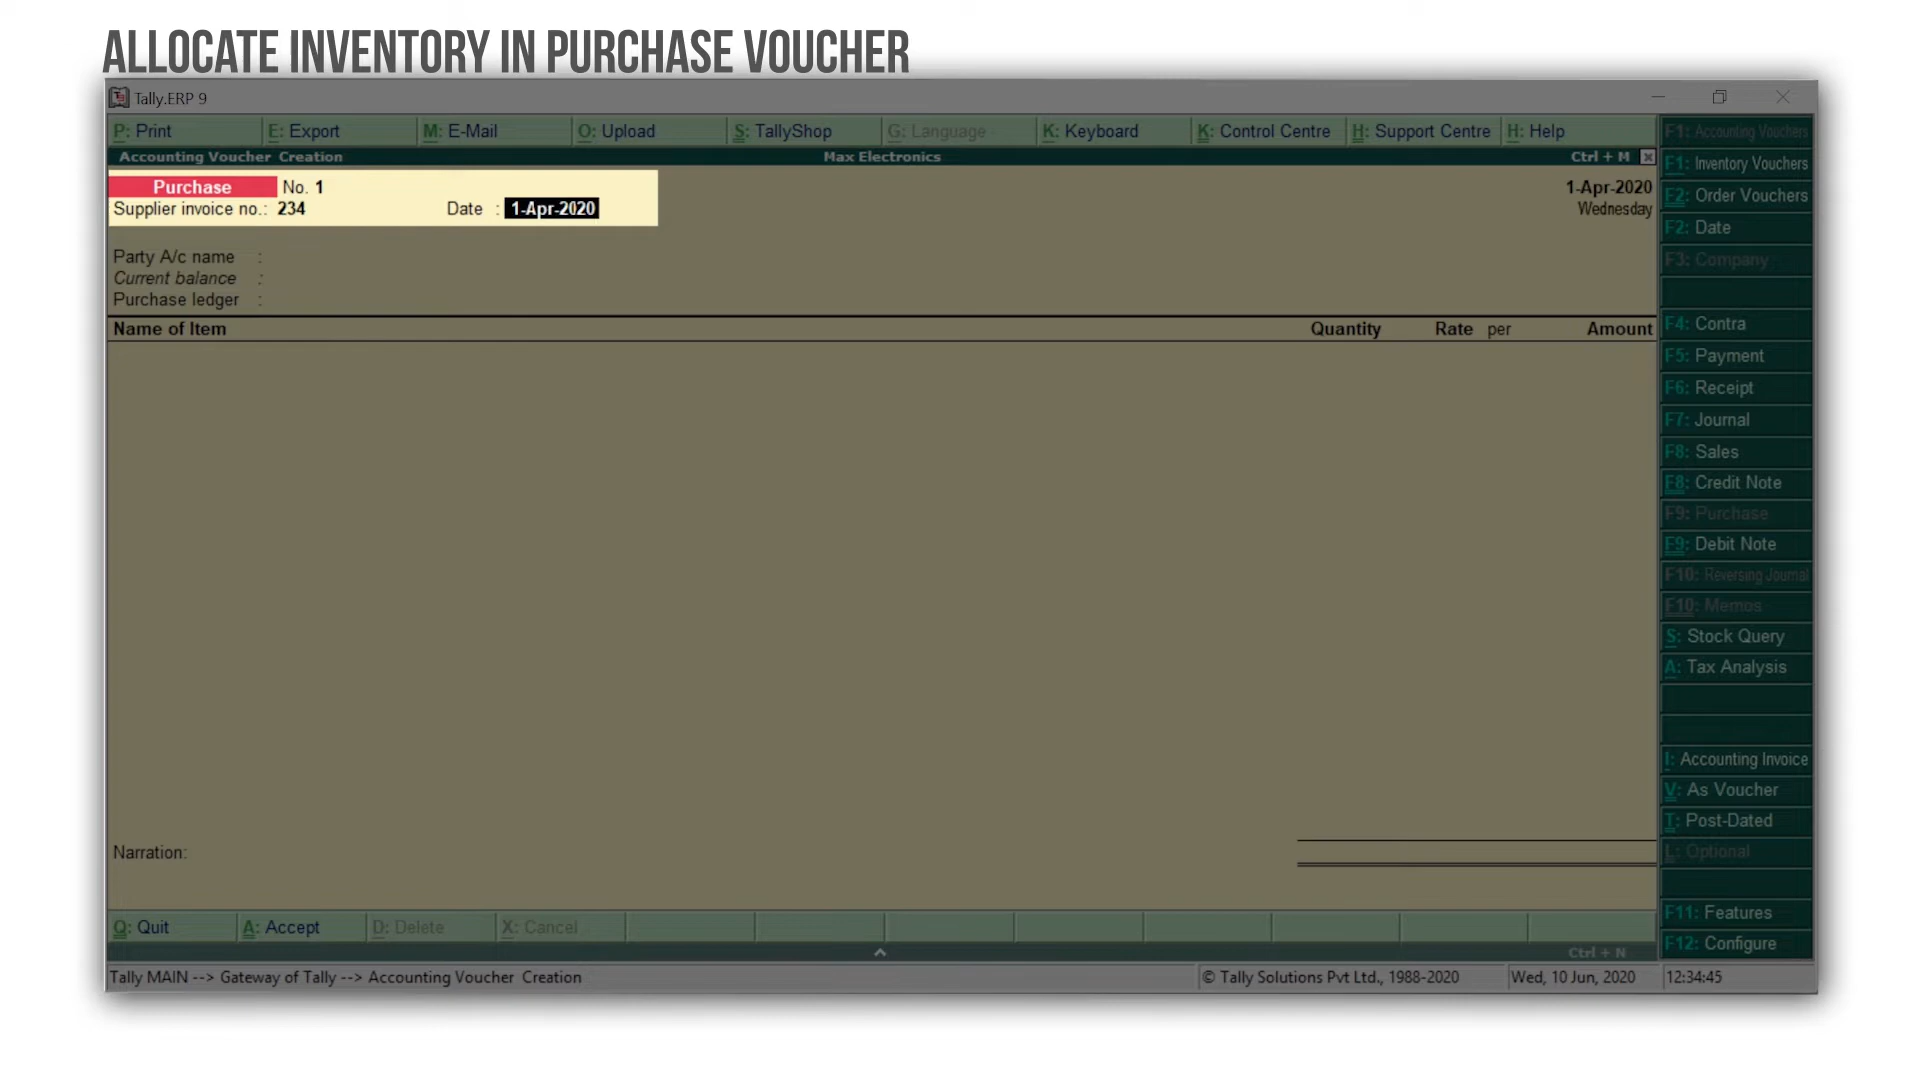 ALLOCATE INVENTORY IN PURCHASE VOUCHER
Tally.ERP 9
P: Print E: Export M: E-Mail O: Upload S: TallyShop G: Language K: Keyboard K: Control Centre H: Support Centre H: Help
Accounting Voucher Creation Max Electronics Ctrl + M
Purchase No. 1 1-Apr-2020
Supplier invoice no.: 234 Date : 1-Apr-2020 Wednesday
Party A/c name :
Current balance :
Purchase ledger :
Name of Item Quantity Rate per Amount
Narration:
F1: Accounting Vouchers
F1: Inventory Vouchers
F2: Order Vouchers
F2: Date
F3: Company
F4: Contra
F5: Payment
F6: Receipt
F7: Journal
F8: Sales
F8: Credit Note
F9: Purchase
F9: Debit Note
F10: Reversing Journal
F10: Memos
S: Stock Query
A: Tax Analysis
I: Accounting Invoice
V: As Voucher
T: Post-Dated
L: Optional
F11: Features
F12: Configure
Q: Quit A: Accept D: Delete X: Cancel
Ctrl + N
Tally MAIN --> Gateway of Tally --> Accounting Voucher Creation © Tally Solutions Pvt Ltd., 1988-2020 Wed, 10 Jun, 2020 12:34:45